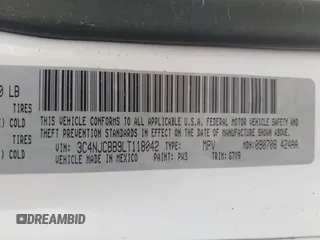 0 LB
TIRES
) COLD
TIRES
) COLD
THIS VEHICLE CONFORMS TO ALL APPLICABLE U.S.A. FEDERAL MOTOR VEHICLE SAFETY AND
THEFT PREVENTION STANDARDS IN EFFECT ON THE DATE OF MANUFACTURE SHOWN ABOVE.
VIN: 3C4NJCBB9LT118042 TYPE: MPV MDH: 090708 424AA
VEHICLE MADE IN MEXICO PAINT: PW3 TRIM: G7X9
AUTOBIDMASTER